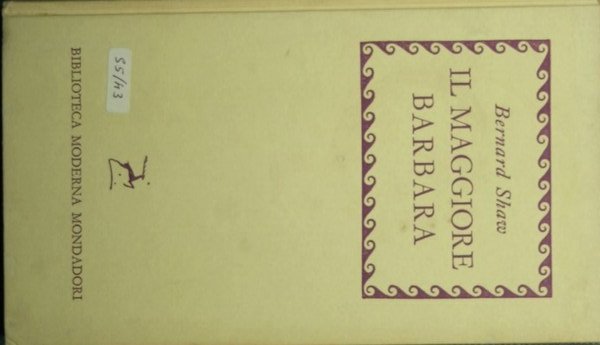 Bernard Shaw
IL MAGGIORE
BARBARA
55/43
BIBLIOTECA MODERNA MONDADORI